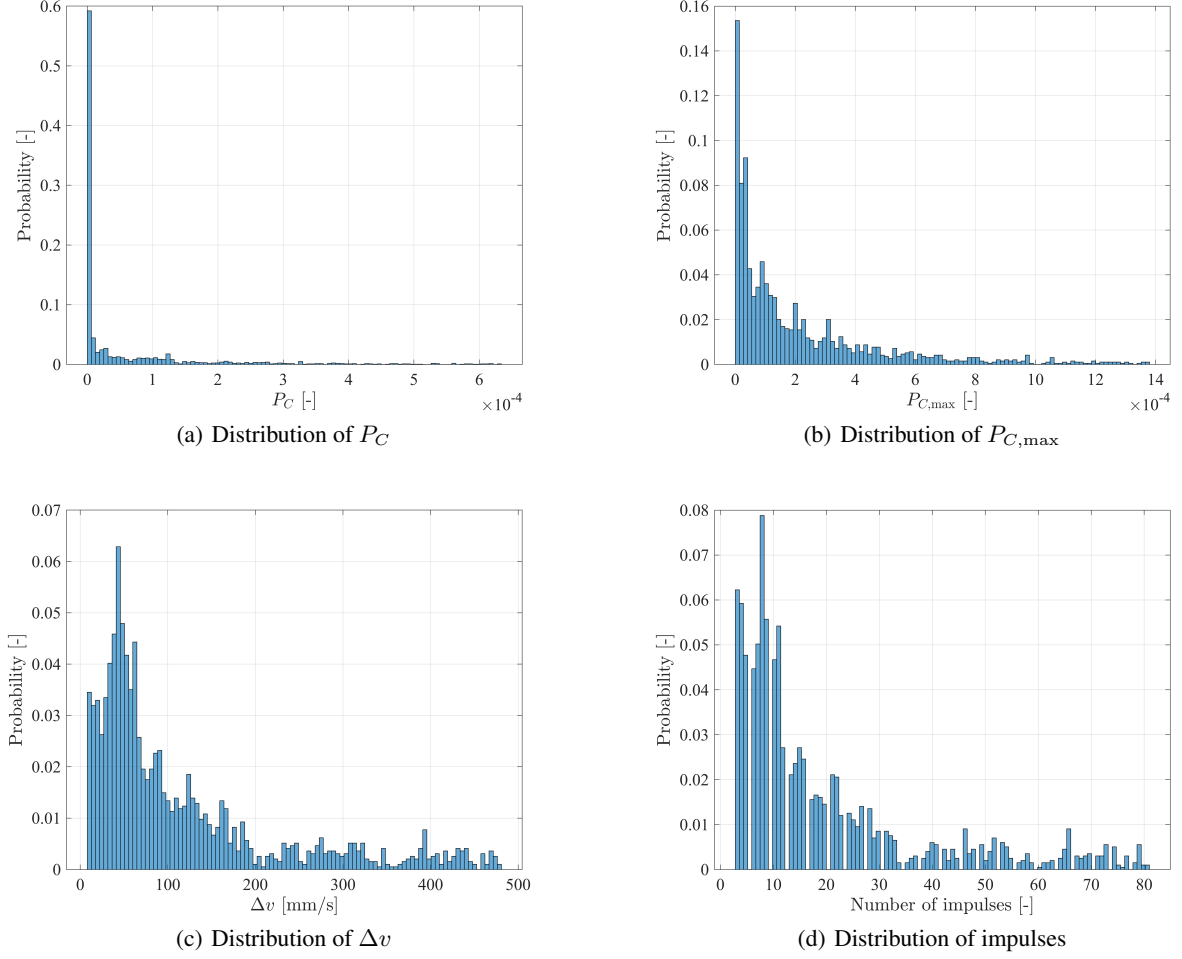 0.6
0.5
0.4
0.3
0.2
0.1
0
Probability [-]
0 1 2 3 4 5 6
P_C [-]
×10^-4
(a) Distribution of P_C
0.16
0.14
0.12
0.1
0.08
0.06
0.04
0.02
0
Probability [-]
0 2 4 6 8 10 12 14
P_C,max [-]
×10^-4
(b) Distribution of P_C,max
0.07
0.06
0.05
0.04
0.03
0.02
0.01
0
Probability [-]
0 100 200 300 400 500
Δv [mm/s]
(c) Distribution of Δv
0.08
0.07
0.06
0.05
0.04
0.03
0.02
0.01
0
Probability [-]
0 10 20 30 40 50 60 70 80
Number of impulses [-]
(d) Distribution of impulses